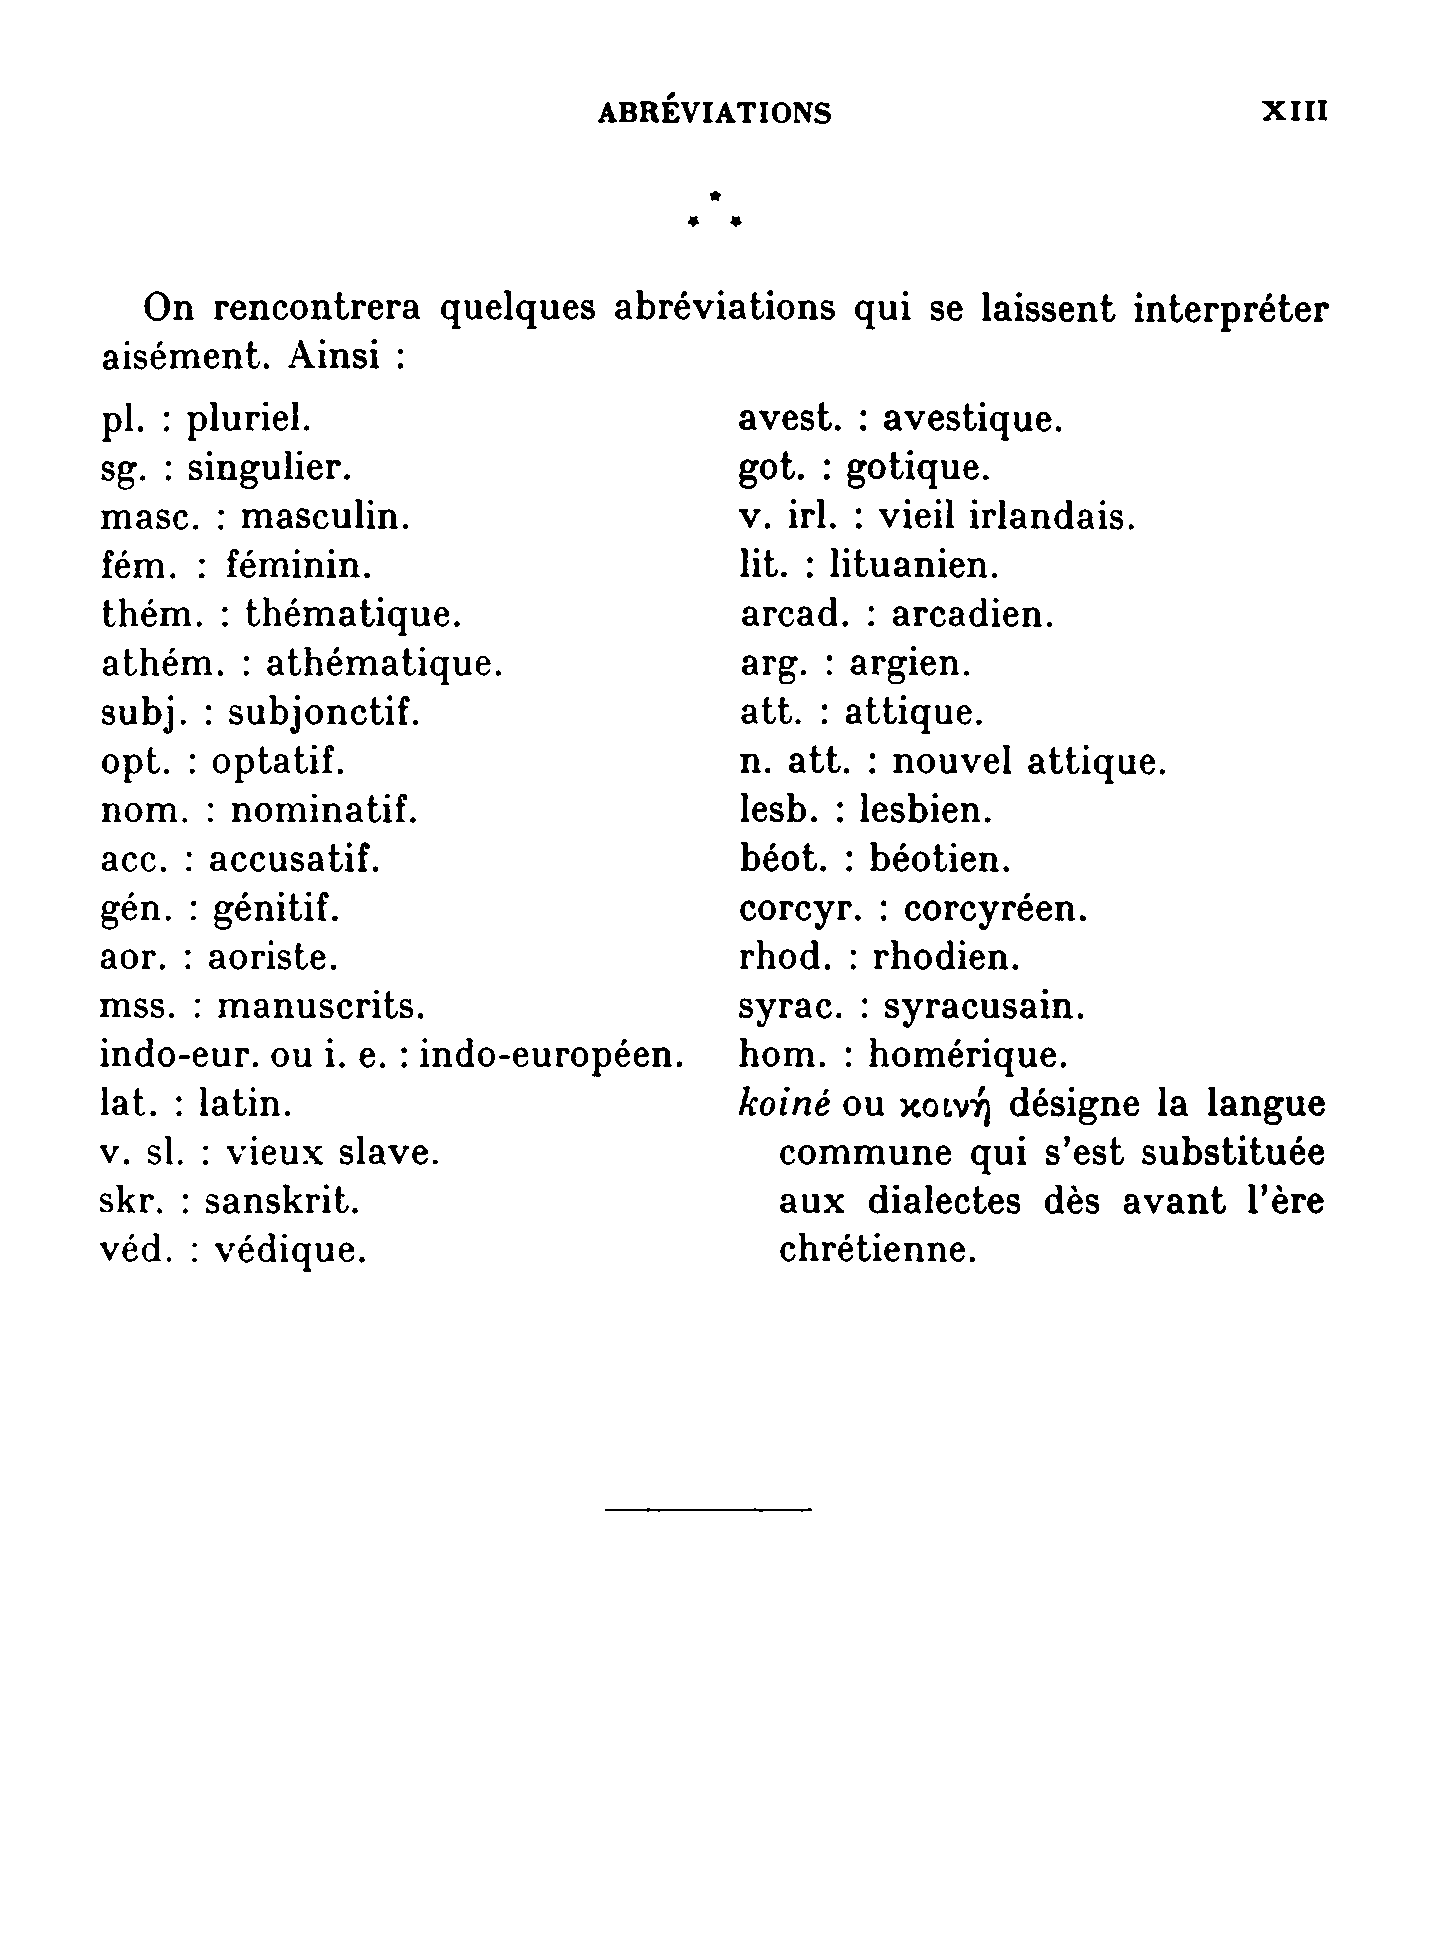 ABRÉVIATIONS XIII
* * *
On rencontrera quelques abréviations qui se laissent interpréter
aisément. Ainsi :
pl. : pluriel.
sg. : singulier.
masc. : masculin.
fém. : féminin.
thém. : thématique.
athém. : athématique.
subj. : subjonctif.
opt. : optatif.
nom. : nominatif.
acc. : accusatif.
gén. : génitif.
aor. : aoriste.
mss. : manuscrits.
indo-eur. ou i. e. : indo-européen.
lat. : latin.
v. sl. : vieux slave.
skr. : sanskrit.
véd. : védique.
avest. : avestique.
got. : gotique.
v. irl. : vieil irlandais.
lit. : lituanien.
arcad. : arcadien.
arg. : argien.
att. : attique.
n. att. : nouvel attique.
lesb. : lesbien.
béot. : béotien.
corcyr. : corcyréen.
rhod. : rhodien.
syrac. : syracusain.
hom. : homérique.
koiné ou κοινή désigne la langue
commune qui s'est substituée
aux dialectes dès avant l'ère
chrétienne.